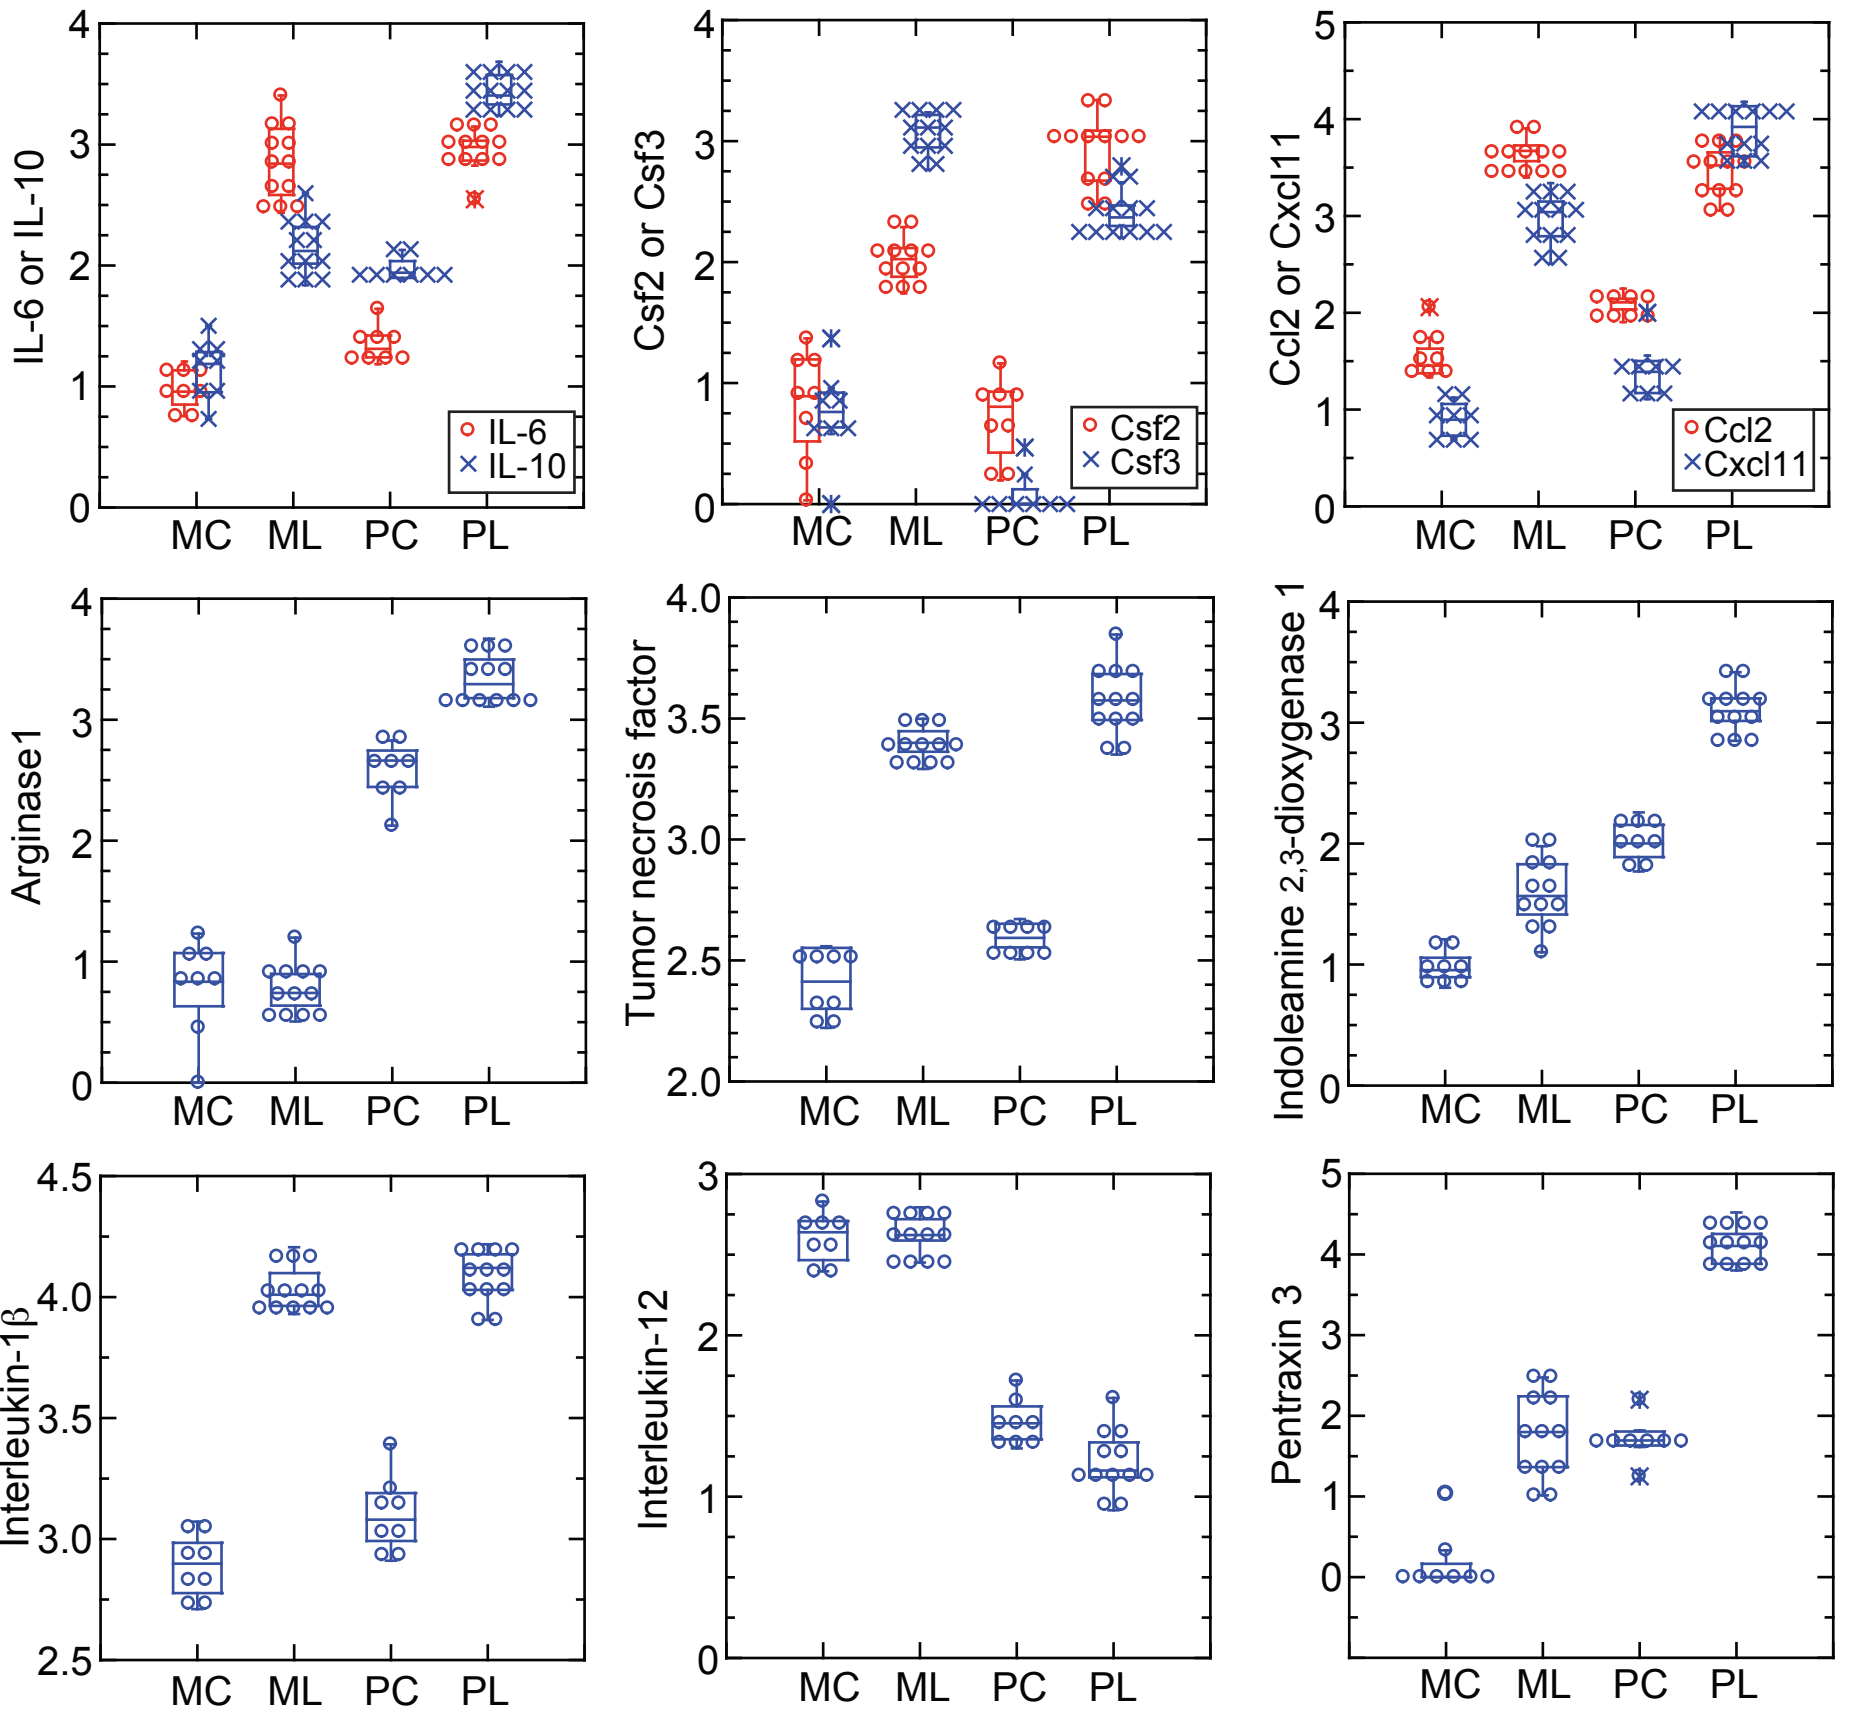 IL-6 or IL-10
4
3
2
1
0
MC ML PC PL
IL-6
IL-10
Csf2 or Csf3
4
3
2
1
0
MC ML PC PL
Csf2
Csf3
Ccl2 or Cxcl11
5
4
3
2
1
0
MC ML PC PL
Ccl2
Cxcl11
Arginase1
4
3
2
1
0
MC ML PC PL
Tumor necrosis factor
4.0
3.5
3.0
2.5
2.0
MC ML PC PL
Indoleamine 2,3-dioxygenase 1
4
3
2
1
0
MC ML PC PL
Interleukin-1β
4.5
4.0
3.5
3.0
2.5
MC ML PC PL
Interleukin-12
3
2
1
0
MC ML PC PL
Pentraxin 3
5
4
3
2
1
0
MC ML PC PL